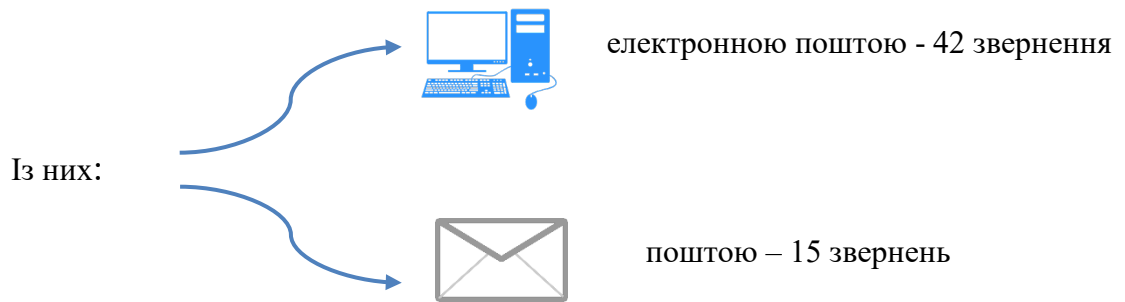 електронною поштою - 42 звернення
Із них:
поштою – 15 звернень